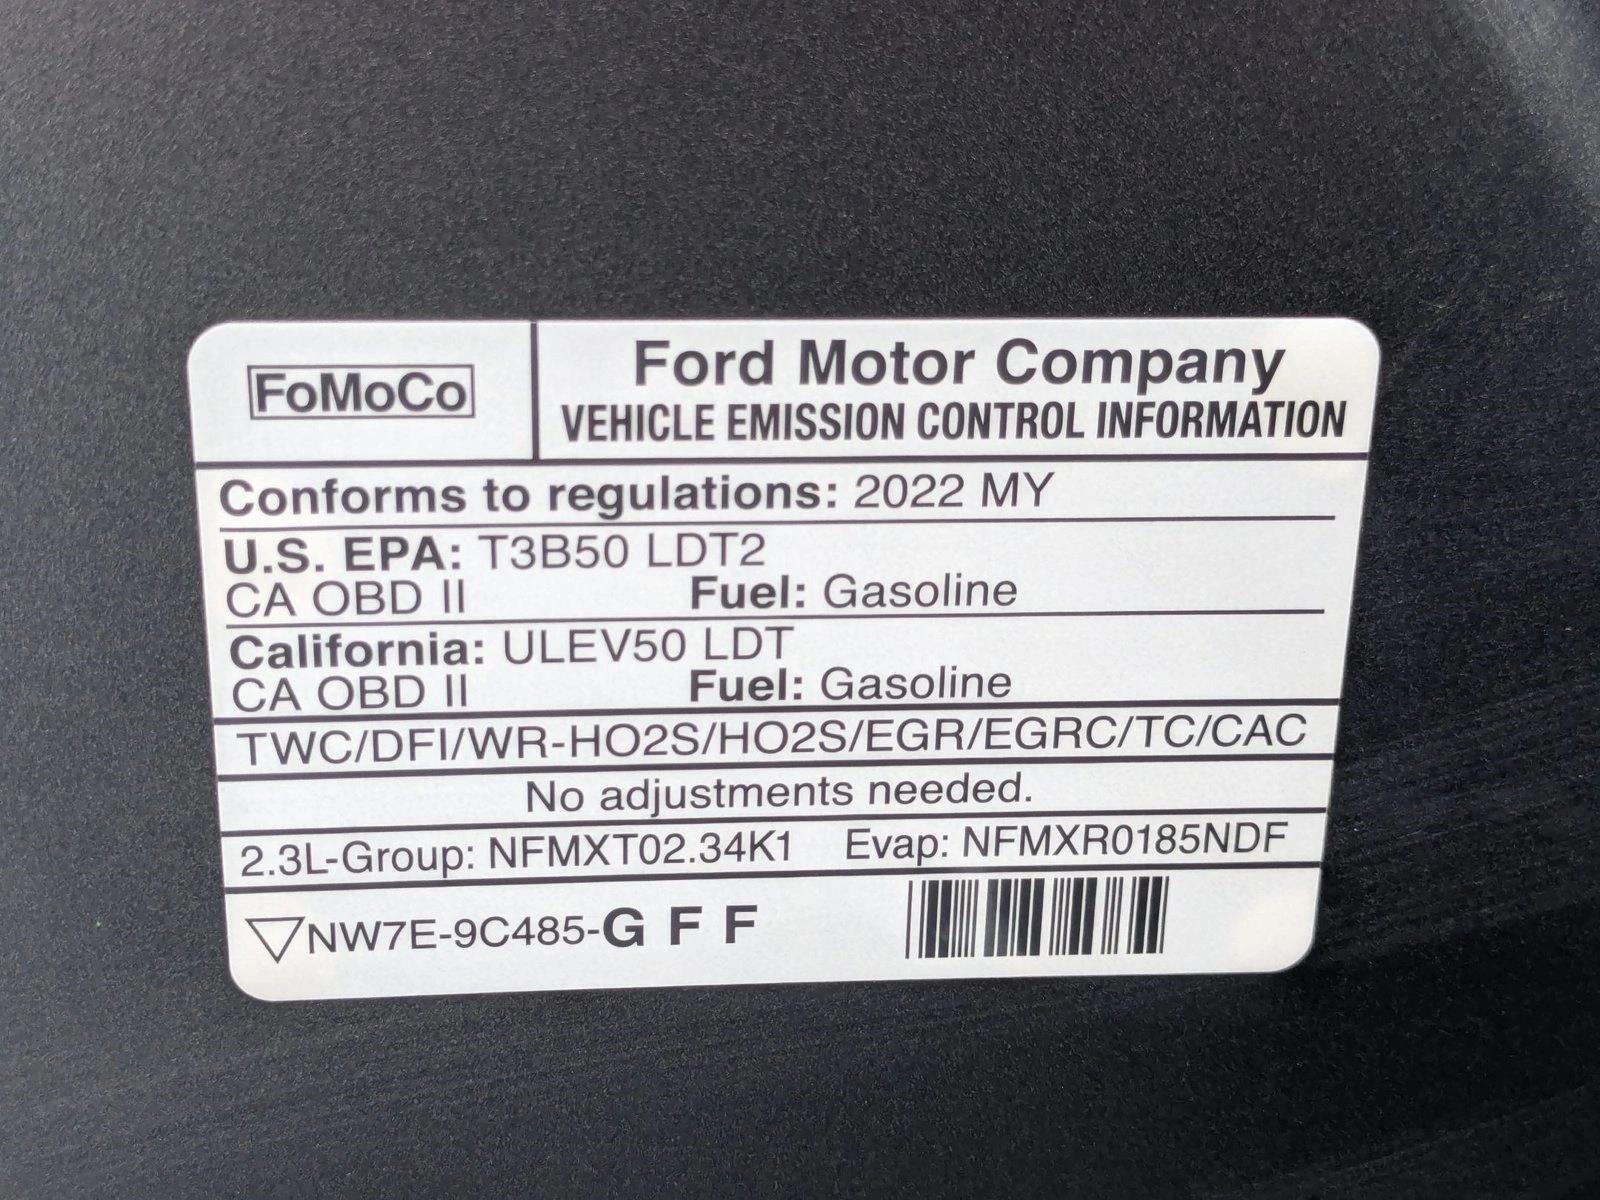 FoMoCo
Ford Motor Company
VEHICLE EMISSION CONTROL INFORMATION
Conforms to regulations: 2022 MY
U.S. EPA: T3B50 LDT2
CA OBD II Fuel: Gasoline
California: ULEV50 LDT
CA OBD II Fuel: Gasoline
TWC/DFI/WR-HO2S/HO2S/EGR/EGRC/TC/CAC
No adjustments needed.
2.3L-Group: NFMXT02.34K1 Evap: NFMXR0185NDF
NW7E-9C485-G F F